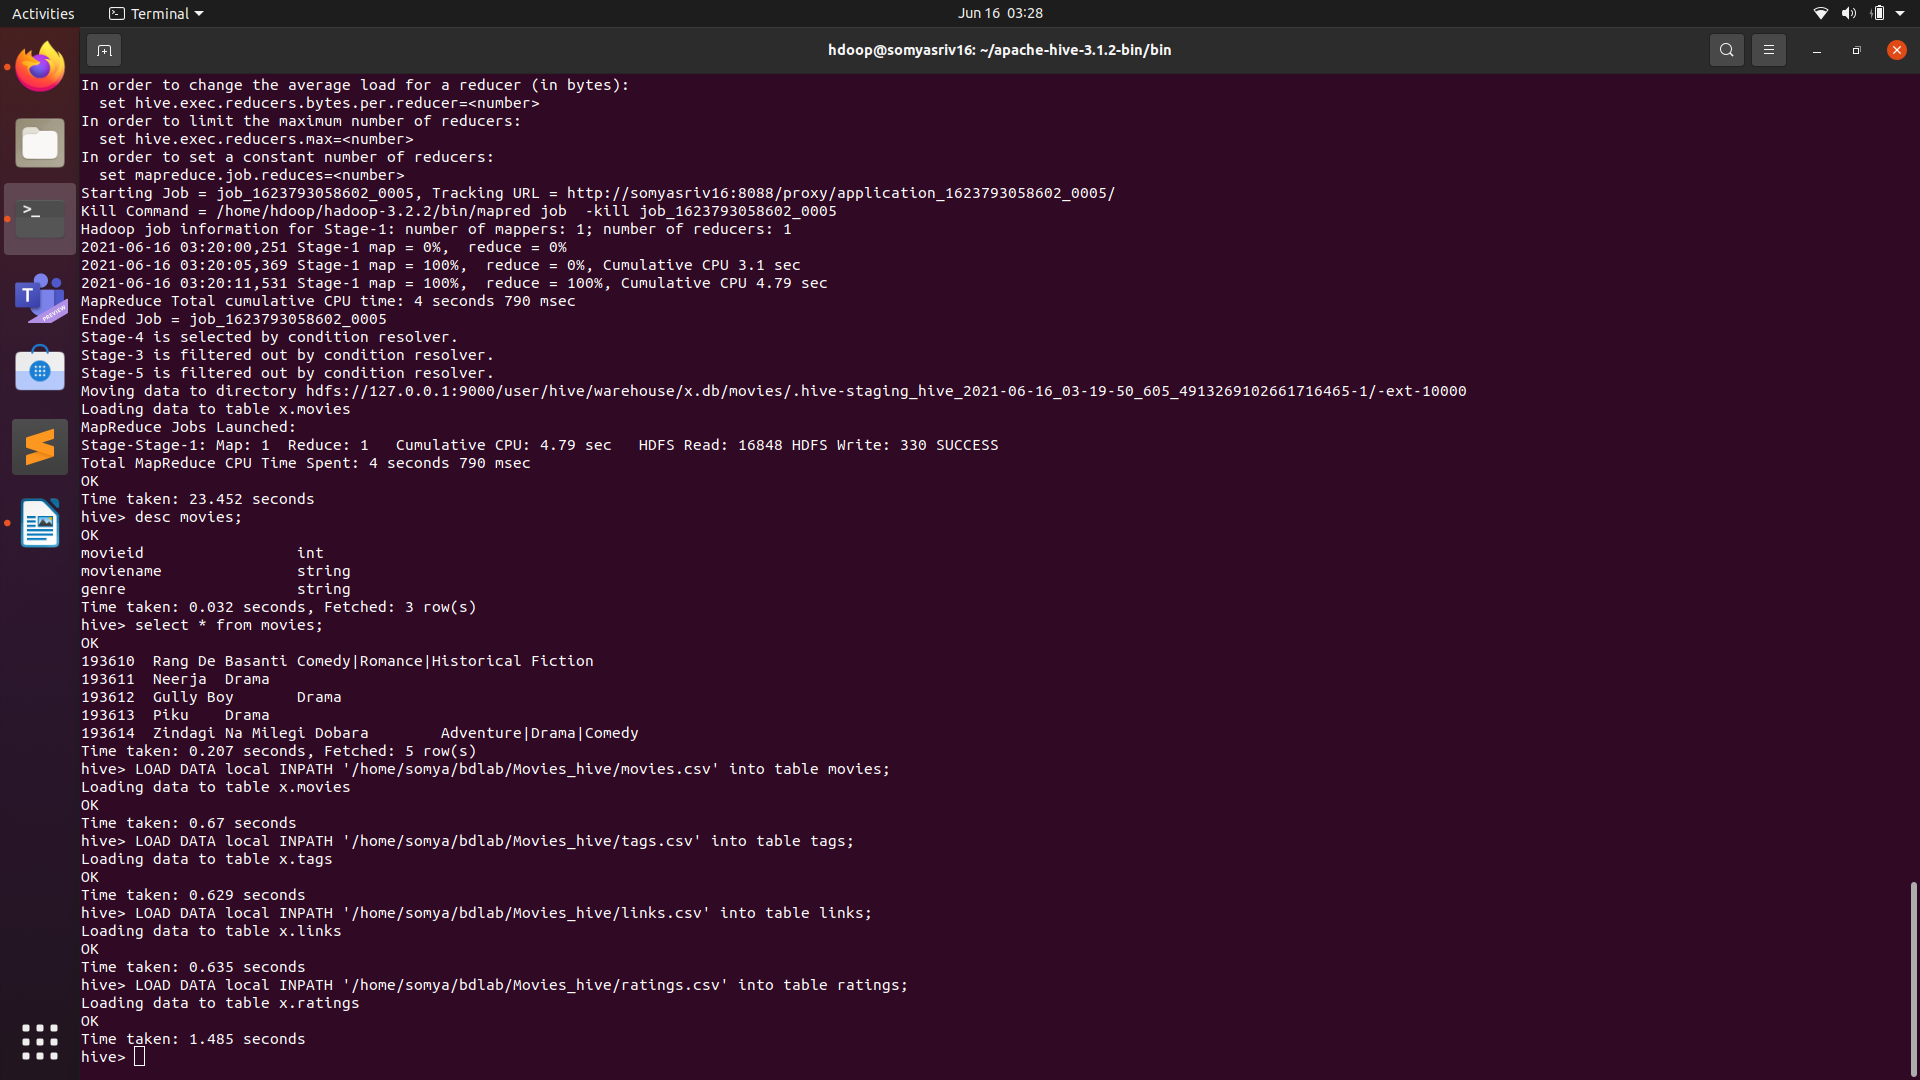 Activities
Terminal
Jun 16 03:28
hdoop@somyasriv16: ~/apache-hive-3.1.2-bin/bin
In order to change the average load for a reducer (in bytes):
  set hive.exec.reducers.bytes.per.reducer=<number>
In order to limit the maximum number of reducers:
  set hive.exec.reducers.max=<number>
In order to set a constant number of reducers:
  set mapreduce.job.reduces=<number>
Starting Job = job_1623793058602_0005, Tracking URL = http://somyasriv16:8088/proxy/application_1623793058602_0005/
Kill Command = /home/hdoop/hadoop-3.2.2/bin/mapred job  -kill job_1623793058602_0005
Hadoop job information for Stage-1: number of mappers: 1; number of reducers: 1
2021-06-16 03:20:00,251 Stage-1 map = 0%,  reduce = 0%
2021-06-16 03:20:05,369 Stage-1 map = 100%,  reduce = 0%, Cumulative CPU 3.1 sec
2021-06-16 03:20:11,531 Stage-1 map = 100%,  reduce = 100%, Cumulative CPU 4.79 sec
MapReduce Total cumulative CPU time: 4 seconds 790 msec
Ended Job = job_1623793058602_0005
Stage-4 is selected by condition resolver.
Stage-3 is filtered out by condition resolver.
Stage-5 is filtered out by condition resolver.
Moving data to directory hdfs://127.0.0.1:9000/user/hive/warehouse/x.db/movies/.hive-staging_hive_2021-06-16_03-19-50_605_4913269102661716465-1/-ext-10000
Loading data to table x.movies
MapReduce Jobs Launched:
Stage-Stage-1: Map: 1  Reduce: 1   Cumulative CPU: 4.79 sec   HDFS Read: 16848 HDFS Write: 330 SUCCESS
Total MapReduce CPU Time Spent: 4 seconds 790 msec
OK
Time taken: 23.452 seconds
hive> desc movies;
OK
movieid                 int
moviename               string
genre                   string
Time taken: 0.032 seconds, Fetched: 3 row(s)
hive> select * from movies;
OK
193610  Rang De Basanti Comedy|Romance|Historical Fiction
193611  Neerja  Drama
193612  Gully Boy       Drama
193613  Piku    Drama
193614  Zindagi Na Milegi Dobara        Adventure|Drama|Comedy
Time taken: 0.207 seconds, Fetched: 5 row(s)
hive> LOAD DATA local INPATH '/home/somya/bdlab/Movies_hive/movies.csv' into table movies;
Loading data to table x.movies
OK
Time taken: 0.67 seconds
hive> LOAD DATA local INPATH '/home/somya/bdlab/Movies_hive/tags.csv' into table tags;
Loading data to table x.tags
OK
Time taken: 0.629 seconds
hive> LOAD DATA local INPATH '/home/somya/bdlab/Movies_hive/links.csv' into table links;
Loading data to table x.links
OK
Time taken: 0.635 seconds
hive> LOAD DATA local INPATH '/home/somya/bdlab/Movies_hive/ratings.csv' into table ratings;
Loading data to table x.ratings
OK
Time taken: 1.485 seconds
hive>
T
PREVIEW